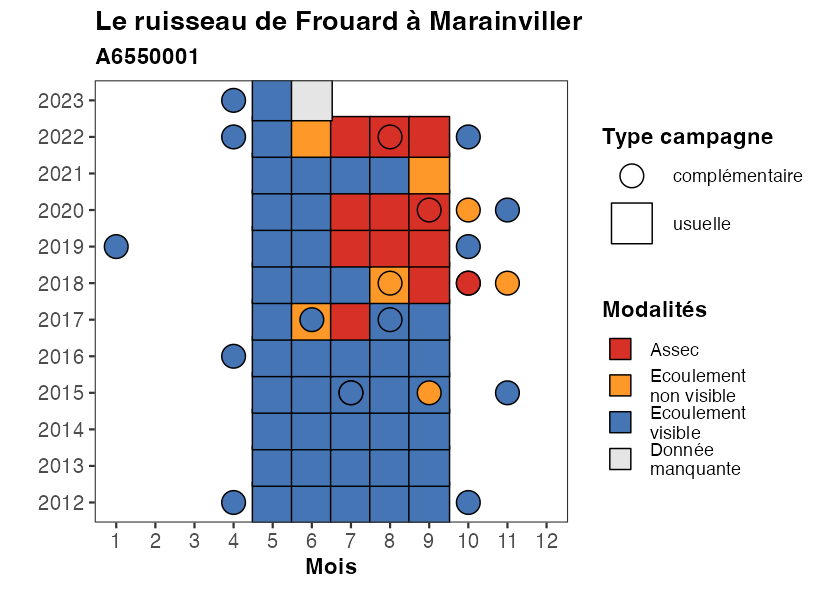 Le ruisseau de Frouard à Marainviller
A6550001
2023
2022
2021
2020
2019
2018
2017
2016
2015
2014
2013
2012
1 2 3 4 5 6 7 8 9 10 11 12
Mois
Type campagne
complémentaire
usuelle
Modalités
Assec
Ecoulement
non visible
Ecoulement
visible
Donnée
manquante